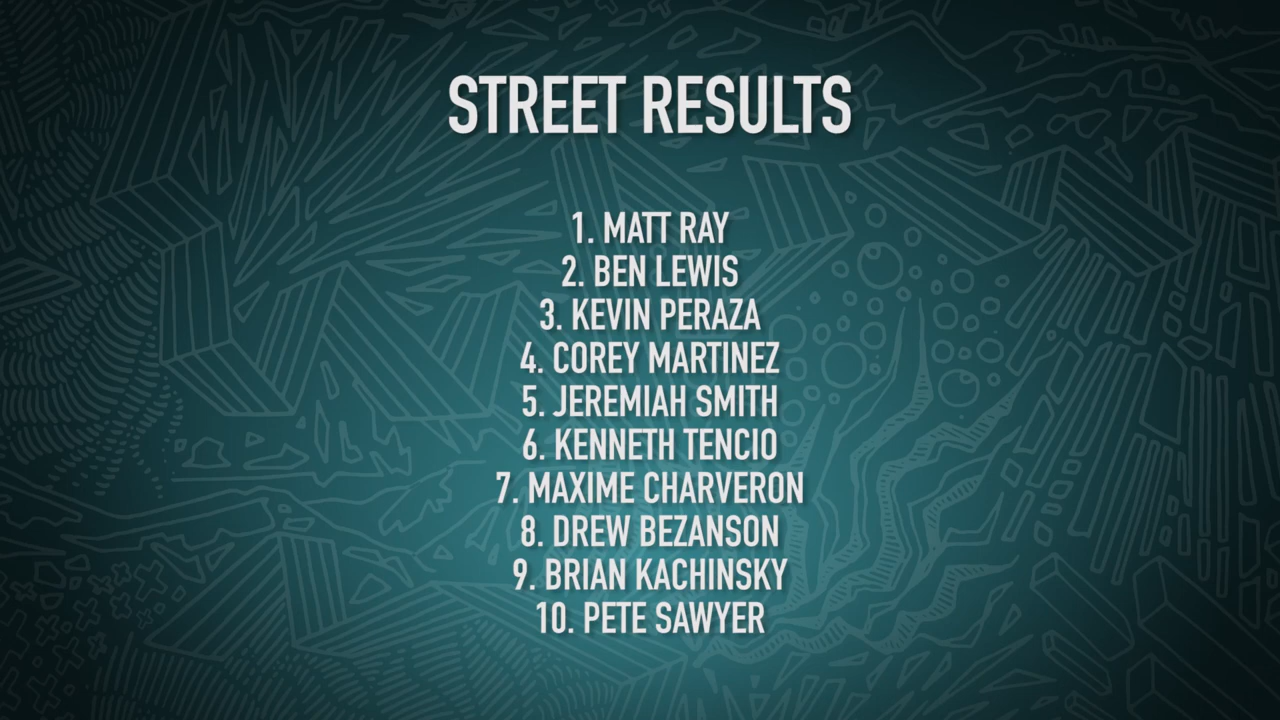 STREET RESULTS
1. MATT RAY
2. BEN LEWIS
3. KEVIN PERAZA
4. COREY MARTINEZ
5. JEREMIAH SMITH
6. KENNETH TENCIO
7. MAXIME CHARVERON
8. DREW BEZANSON
9. BRIAN KACHINSKY
10. PETE SAWYER